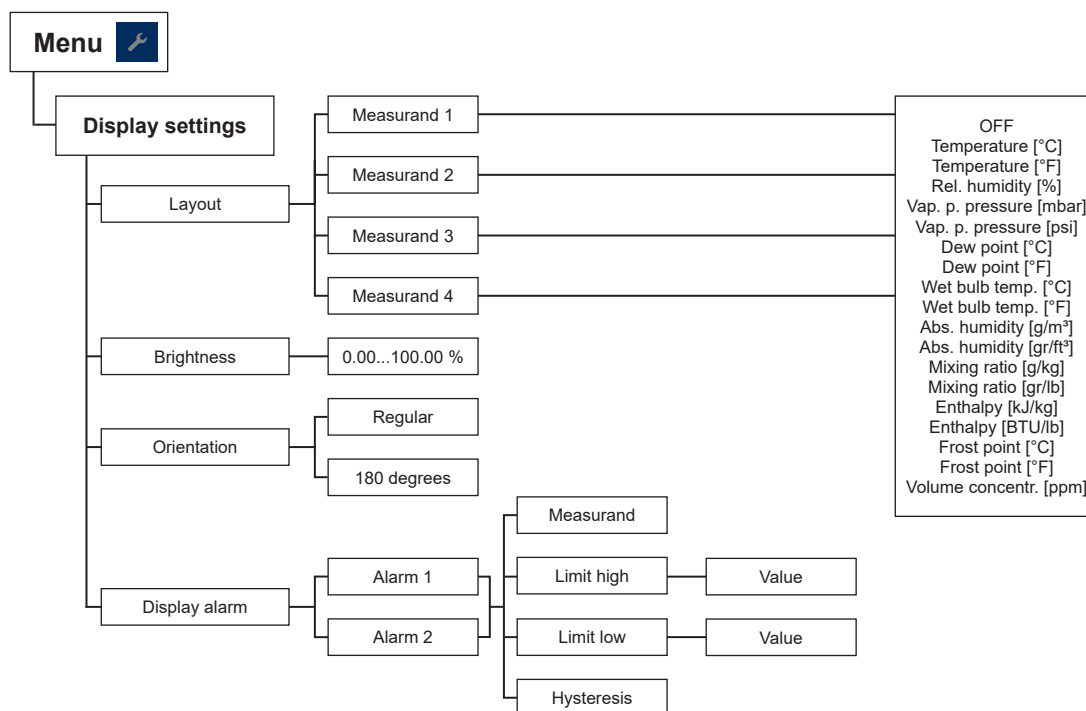 Menu
Display settings
Layout
Measurand 1
Measurand 2
Measurand 3
Measurand 4
OFF
Temperature [°C]
Temperature [°F]
Rel. humidity [%]
Vap. p. pressure [mbar]
Vap. p. pressure [psi]
Dew point [°C]
Dew point [°F]
Wet bulb temp. [°C]
Wet bulb temp. [°F]
Abs. humidity [g/m³]
Abs. humidity [gr/ft³]
Mixing ratio [g/kg]
Mixing ratio [gr/lb]
Enthalpy [kJ/kg]
Enthalpy [BTU/lb]
Frost point [°C]
Frost point [°F]
Volume concentr. [ppm]
Brightness
0.00...100.00 %
Orientation
Regular
180 degrees
Display alarm
Alarm 1
Alarm 2
Measurand
Limit high
Value
Limit low
Value
Hysteresis